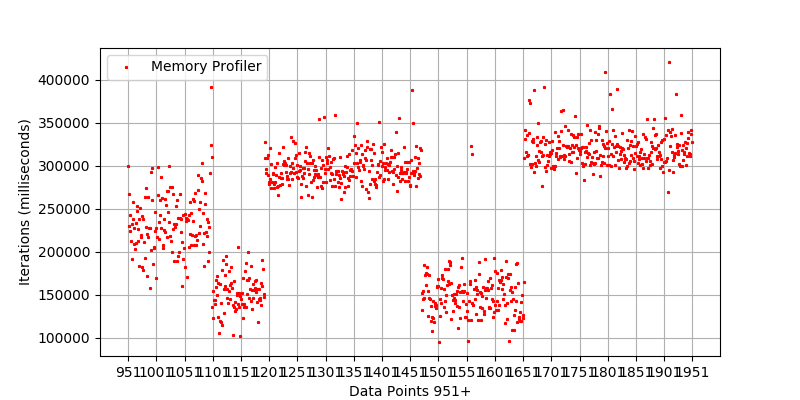 Memory Profiler
400000
350000
300000
250000
200000
150000
100000
Iterations (milliseconds)
951 1001 1051 1101 1151 1201 1251 1301 1351 1401 1451 1501 1551 1601 1651 1701 1751 1801 1851 1901 1951
Data Points 951+